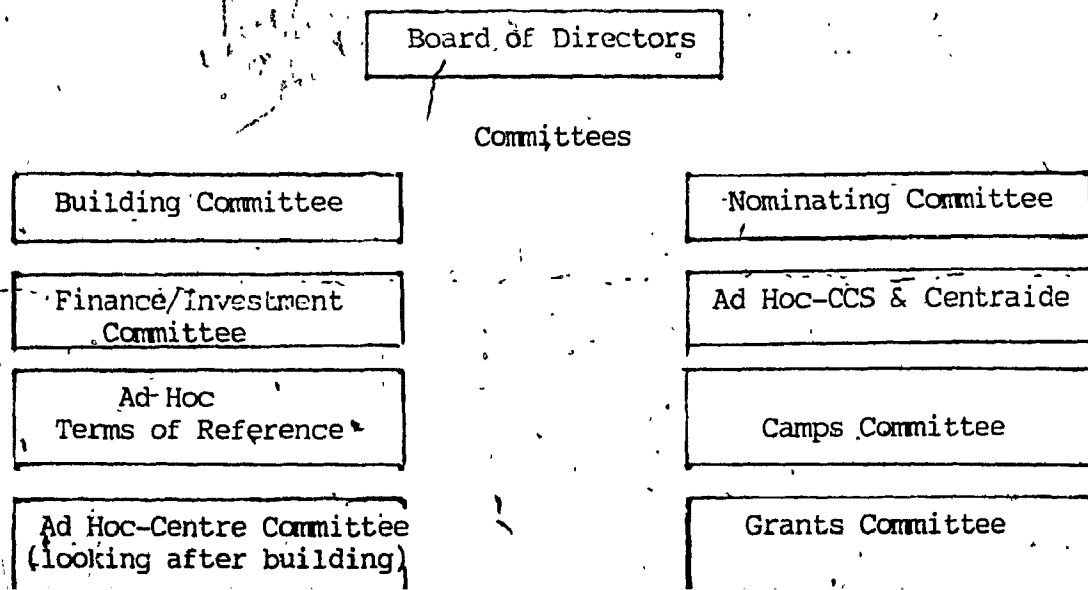 Board of Directors
Committees
Building Committee
Nominating Committee
Finance/Investment
Committee
Ad Hoc-CCS & Centraide
Ad Hoc
Terms of Reference
Camps Committee
Ad Hoc-Centre Committee
(looking after building)
Grants Committee